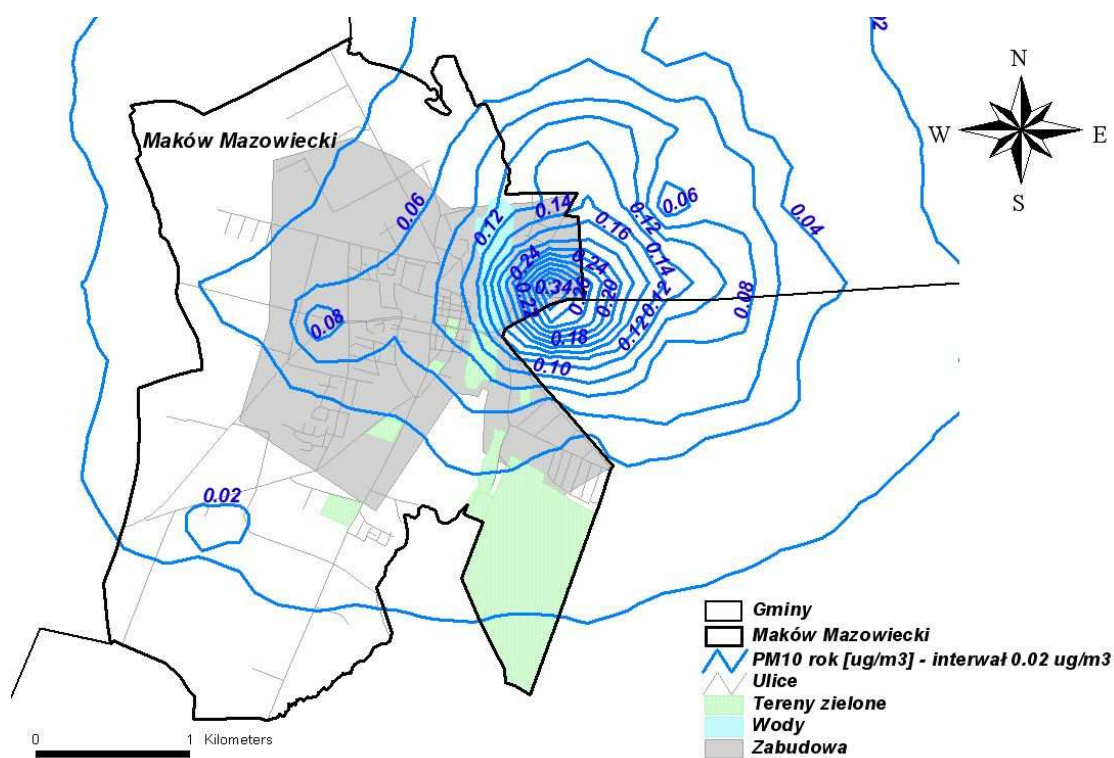 02
N
W E
S
Maków Mazowiecki
0.06
0.06
0.04
0.14
0.12
0.12
0.16
0.14
0.24
0.24
0.34
0.22
0.20
0.12
0.08
0.08
0.18
0.12
0.10
0.02
Gminy
Maków Mazowiecki
PM10 rok [ug/m3] - interwał 0.02 ug/m3
Ulice
Tereny zielone
Wody
Zabudowa
0 1 Kilometers